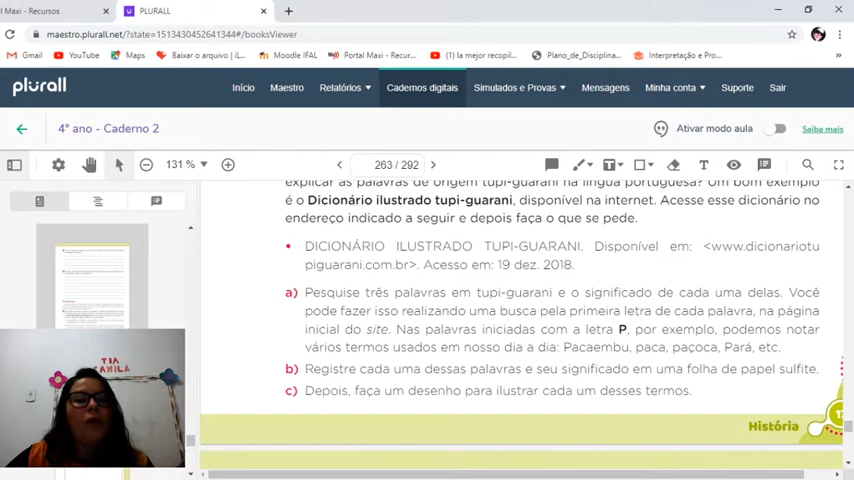 l Maxi - Recursos × PLURALL × +
maestro.plurall.net/?state=1513430452641344#/booksViewer
Gmail YouTube Maps Baixar o arquivo | iL... Moodle IFAL Portal Maxi - Recur... (1) la mejor recopil... Plano_de_Disciplina... Interpretação e Pro... »
plurall Início Maestro Relatórios Cadernos digitais Simulados e Provas Mensagens Minha conta Suporte Sair
4º ano - Caderno 2 Ativar modo aula Saiba mais
131 % 263 / 292
explicar as palavras de origem tupi-guarani na língua portuguesa? Um bom exemplo
é o Dicionário ilustrado tupi-guarani, disponível na internet. Acesse esse dicionário no
endereço indicado a seguir e depois faça o que se pede.
• DICIONÁRIO ILUSTRADO TUPI-GUARANI. Disponível em: <www.dicionariotu
piguarani.com.br>. Acesso em: 19 dez. 2018.
a) Pesquise três palavras em tupi-guarani e o significado de cada uma delas. Você
pode fazer isso realizando uma busca pela primeira letra de cada palavra, na página
inicial do site. Nas palavras iniciadas com a letra P, por exemplo, podemos notar
vários termos usados em nosso dia a dia: Pacaembu, paca, paçoca, Pará, etc.
b) Registre cada uma dessas palavras e seu significado em uma folha de papel sulfite.
c) Depois, faça um desenho para ilustrar cada um desses termos.
História
TIA
CAMILA